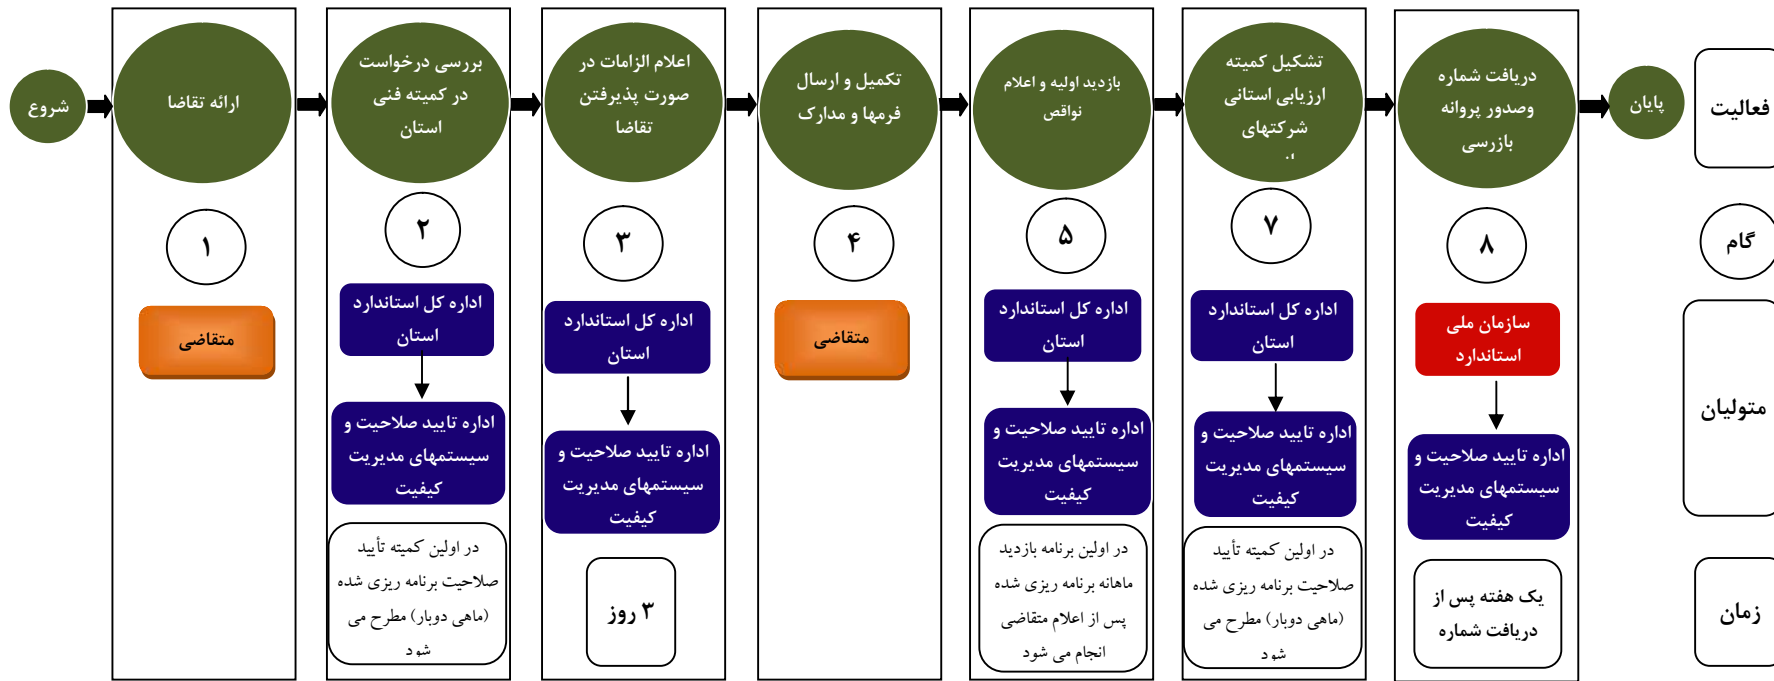 شروع
ارائه تقاضا
۱
متقاضی
بررسی درخواست
در کمیته فنی
استان
۲
اداره کل استاندارد
استان
اداره تایید صلاحیت و
سیستمهای مدیریت
کیفیت
در اولین کمیته تأیید
صلاحیت برنامه ریزی شده
(ماهی دوبار) مطرح می
شود
اعلام الزامات در
صورت پذیرفتن
تقاضا
۳
اداره کل استاندارد
استان
اداره تایید صلاحیت و
سیستمهای مدیریت
کیفیت
۳ روز
تکمیل و ارسال
فرمها و مدارک
۴
متقاضی
بازدید اولیه و اعلام
نواقص
۵
اداره کل استاندارد
استان
اداره تایید صلاحیت و
سیستمهای مدیریت
کیفیت
در اولین برنامه بازدید
ماهانه برنامه ریزی شده
پس از اعلام متقاضی
انجام می شود
تشکیل کمیته
ارزیابی استانی
شرکتهای
۷
اداره کل استاندارد
استان
اداره تایید صلاحیت و
سیستمهای مدیریت
کیفیت
در اولین کمیته تأیید
صلاحیت برنامه ریزی شده
(ماهی دوبار) مطرح می
شود
دریافت شماره
وصدور پروانه
بازرسی
۸
سازمان ملی
استاندارد
اداره تایید صلاحیت و
سیستمهای مدیریت
کیفیت
یک هفته پس از
دریافت شماره
پایان
فعالیت
گام
متولیان
زمان